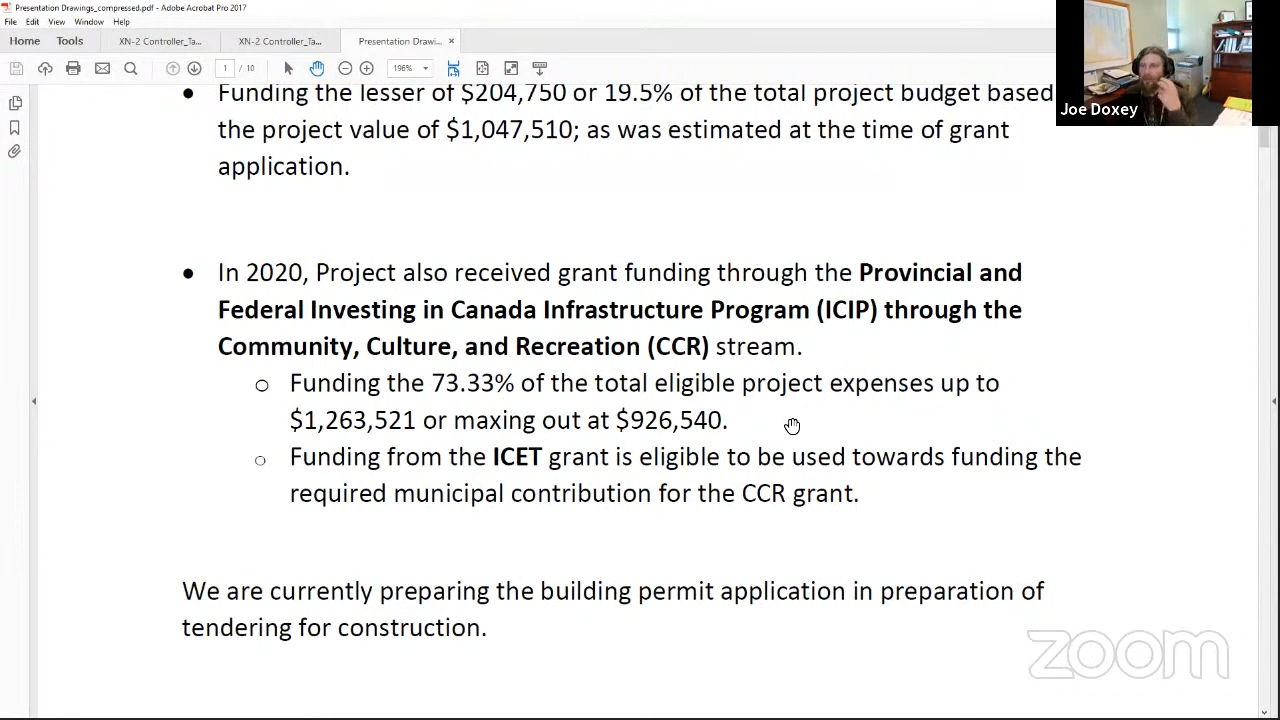 Presentation Drawings_compressed.pdf - Adobe Acrobat Pro 2017
File Edit View Window Help
Home Tools XN-2 Controller_Ta... XN-2 Controller_Ta... Presentation Drawi... ×
1 / 10 196%
• Funding the lesser of $204,750 or 19.5% of the total project budget based
the project value of $1,047,510; as was estimated at the time of grant
application.
• In 2020, Project also received grant funding through the Provincial and
Federal Investing in Canada Infrastructure Program (ICIP) through the
Community, Culture, and Recreation (CCR) stream.
o Funding the 73.33% of the total eligible project expenses up to
$1,263,521 or maxing out at $926,540.
o Funding from the ICET grant is eligible to be used towards funding the
required municipal contribution for the CCR grant.
We are currently preparing the building permit application in preparation of
tendering for construction.
Joe Doxey
zoom